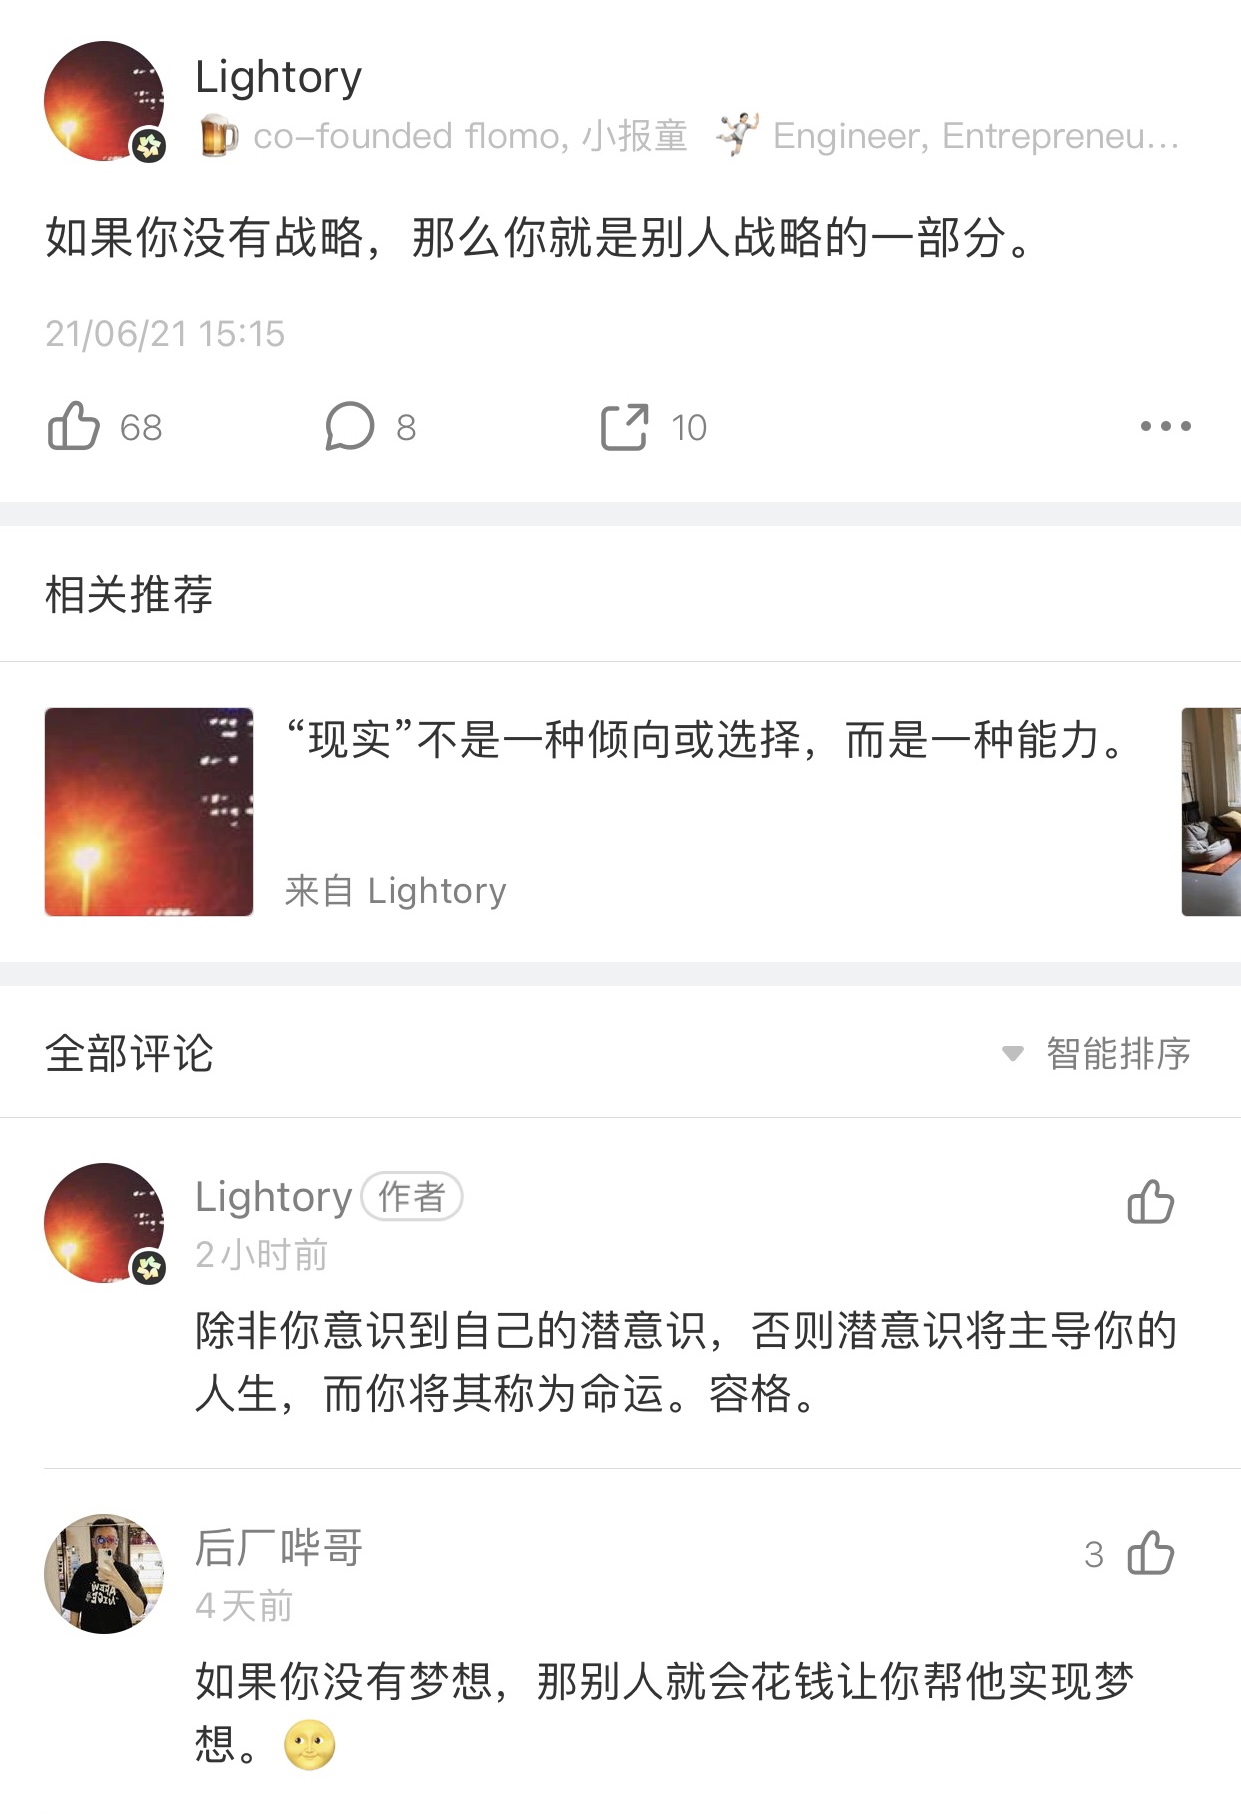 Lightory
🍺 co-founded flomo, 小报童 🤾🏻 Engineer, Entrepreneu...
如果你没有战略，那么你就是别人战略的一部分。
21/06/21 15:15
68 8 10
相关推荐
“现实”不是一种倾向或选择，而是一种能力。
来自 Lightory
全部评论 智能排序
Lightory 作者
2小时前
除非你意识到自己的潜意识，否则潜意识将主导你的
人生，而你将其称为命运。容格。
后厂哔哥 3
4天前
如果你没有梦想，那别人就会花钱让你帮他实现梦
想。🌝